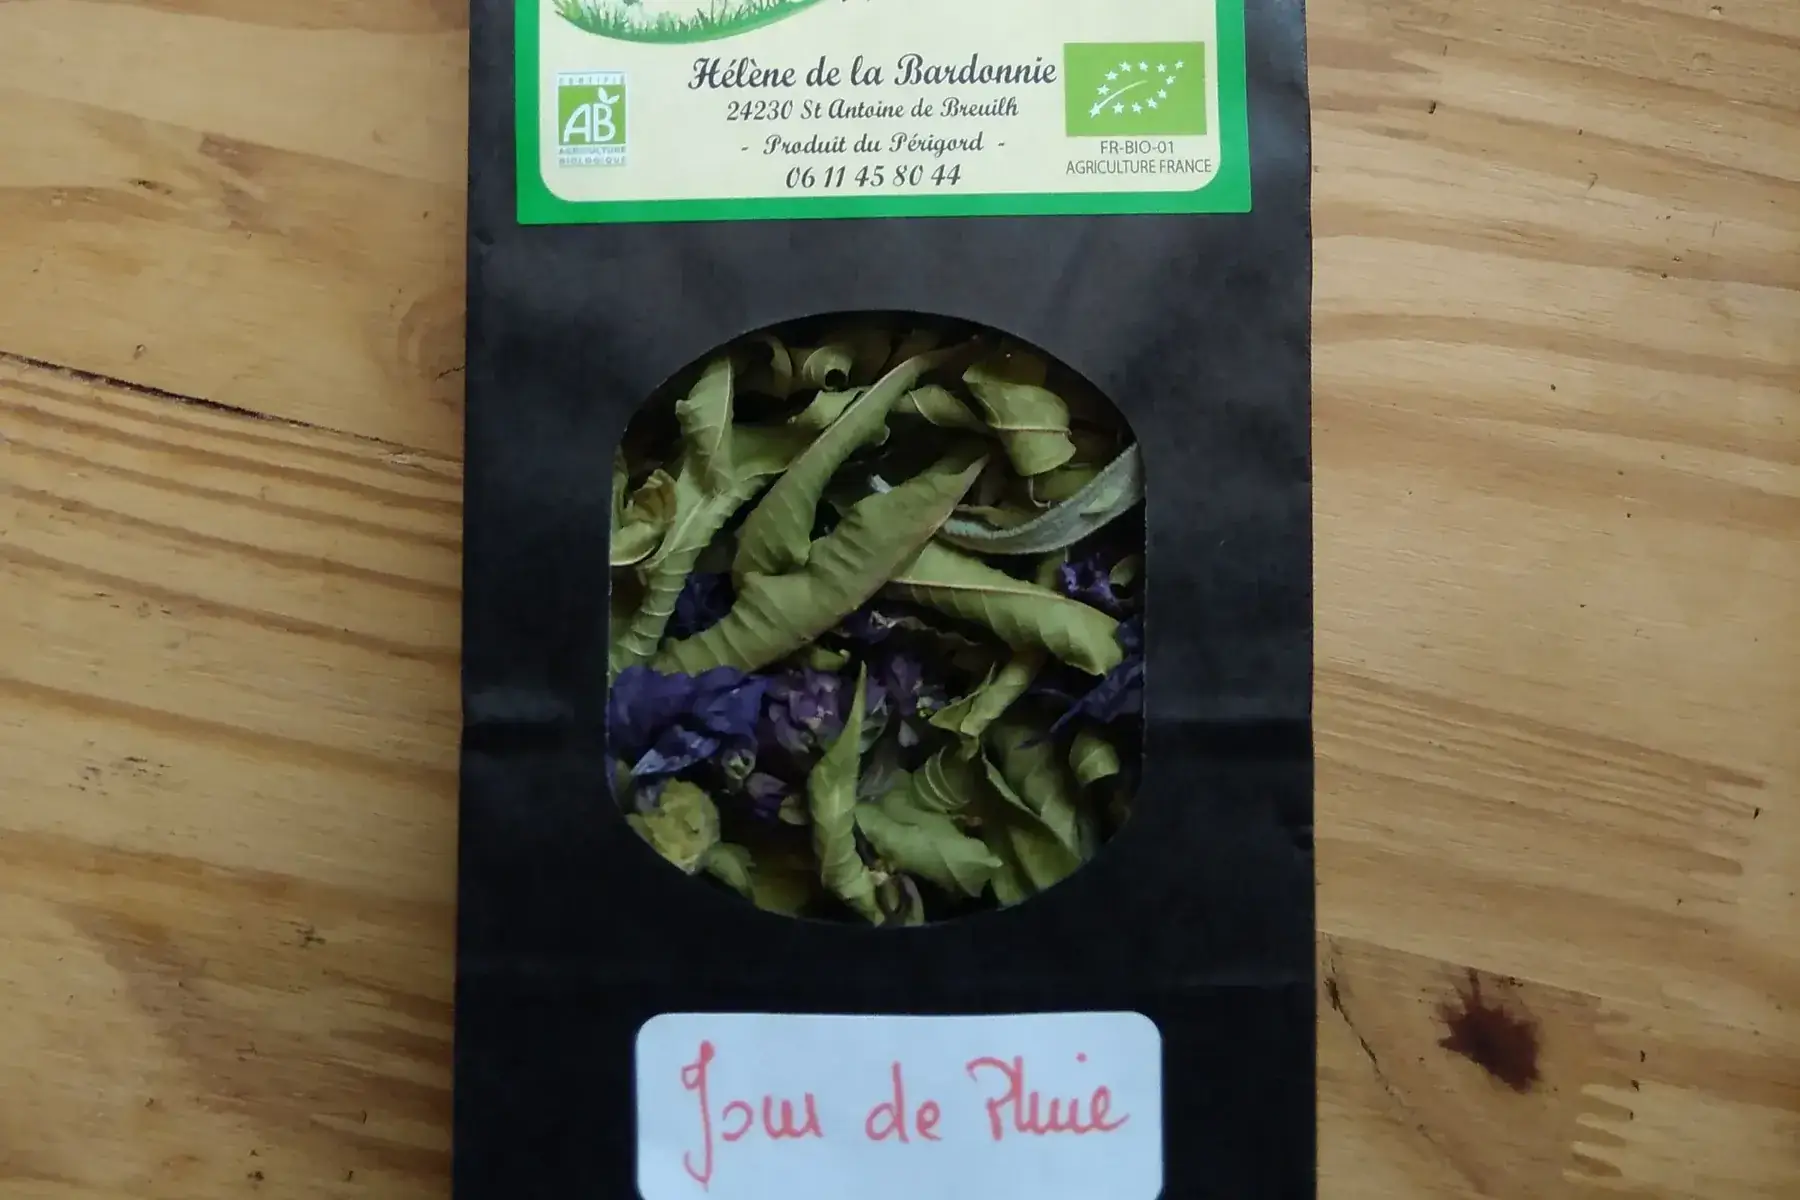 Hélène de la Bardonnie
24230 St Antoine de Breuilh
- Produit du Périgord -
06 11 45 80 44
CERTIFIÉ
AB
AGRICULTURE
BIOLOGIQUE
FR-BIO-01
AGRICULTURE FRANCE
Jour de Pluie